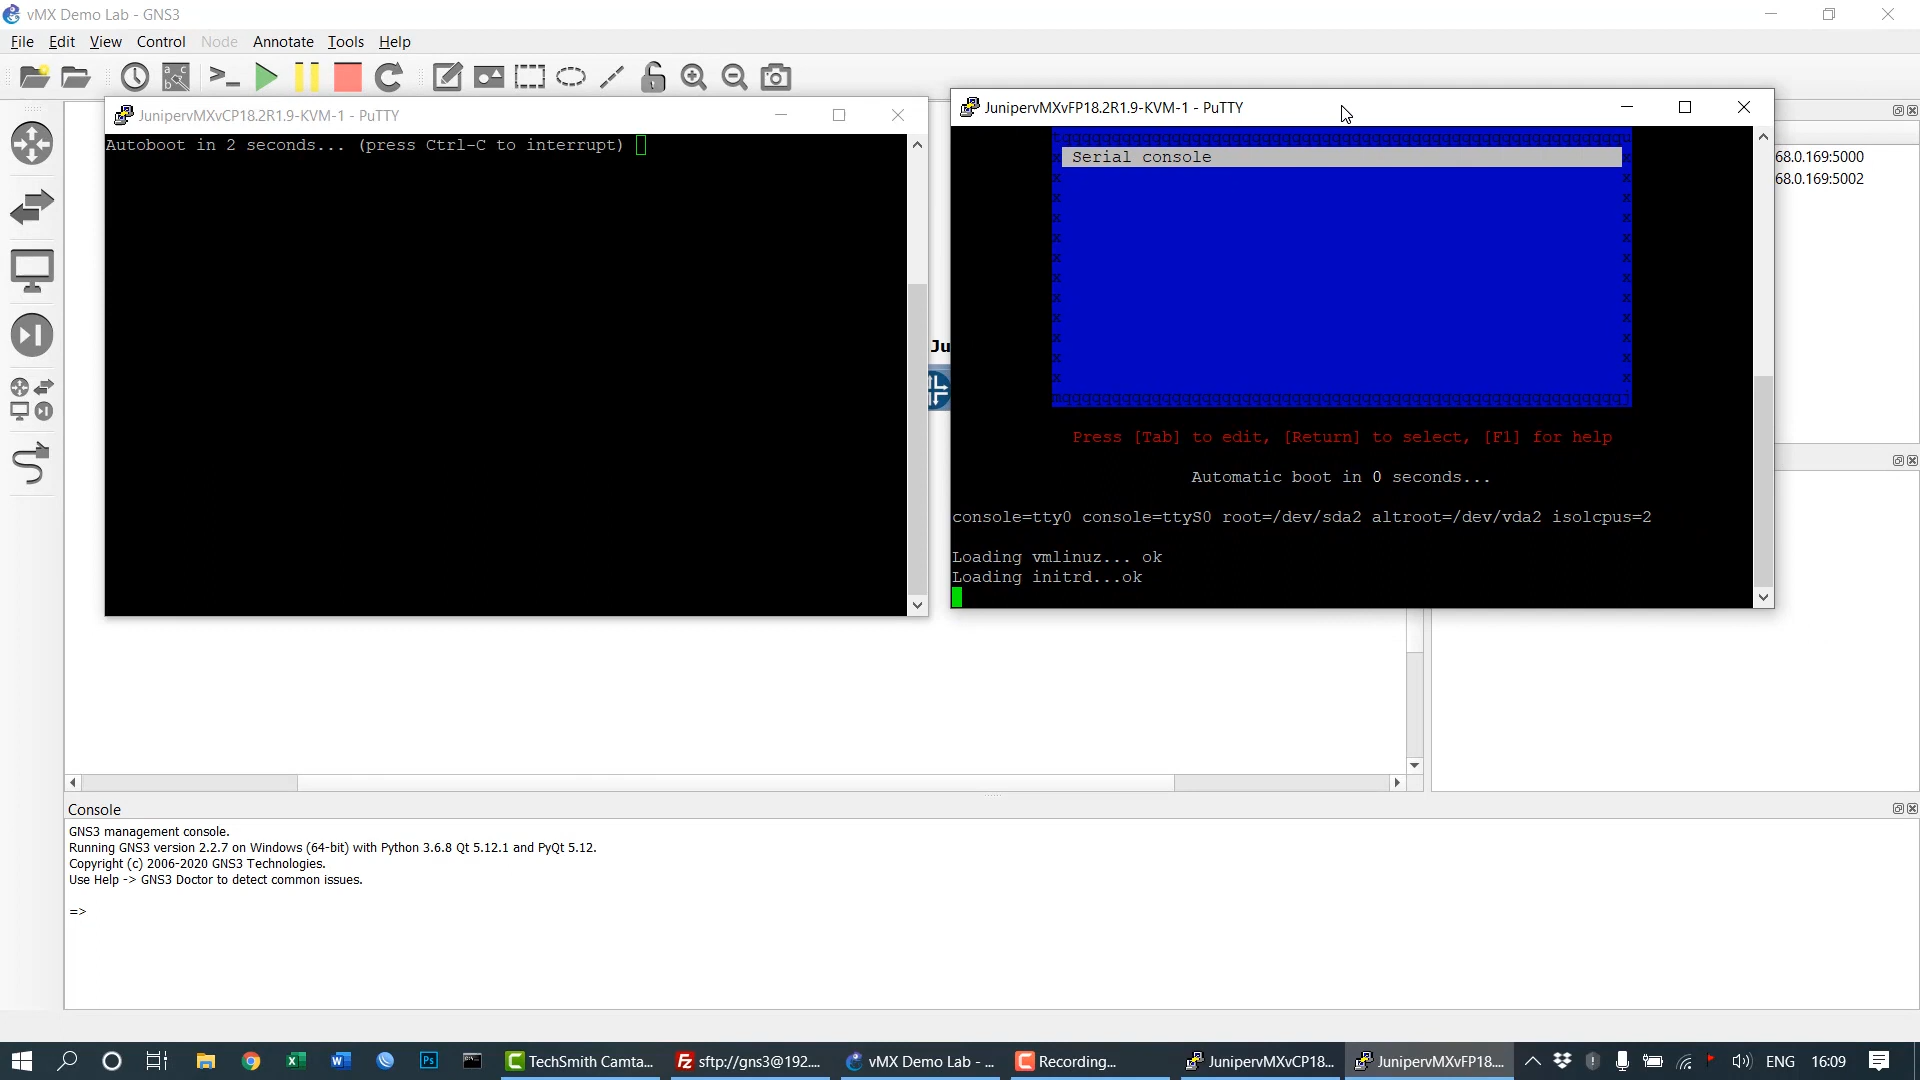 vMX Demo Lab - GNS3
File Edit View Control Node Annotate Tools Help
JunipervMXvCP18.2R1.9-KVM-1 - PuTTY
Autoboot in 2 seconds... (press Ctrl-C to interrupt)
JunipervMXvFP18.2R1.9-KVM-1 - PuTTY
Serial console
Press [Tab] to edit, [Return] to select, [F1] for help
Automatic boot in 0 seconds...
console=tty0 console=ttyS0 root=/dev/sda2 altroot=/dev/vda2 isolcpus=2
Loading vmlinuz... ok
Loading initrd...ok
68.0.169:5000
68.0.169:5002
Ju
Console
GNS3 management console.
Running GNS3 version 2.2.7 on Windows (64-bit) with Python 3.6.8 Qt 5.12.1 and PyQt 5.12.
Copyright (c) 2006-2020 GNS3 Technologies.
Use Help -> GNS3 Doctor to detect common issues.
=>
TechSmith Camta...
sftp://gns3@192....
vMX Demo Lab - ...
Recording...
JunipervMXvCP18...
JunipervMXvFP18....
ENG
16:09